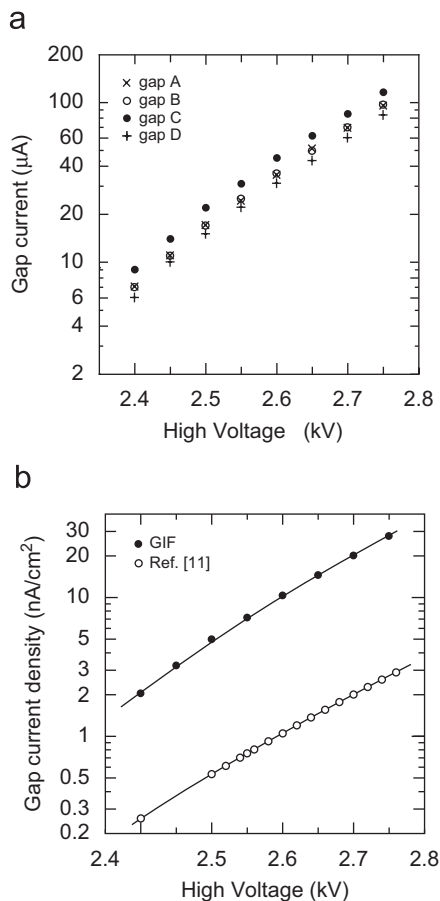 a
200
100
60
40
20
10
6
4
2
× gap A
○ gap B
● gap C
+ gap D
Gap current (μA)
2.4 2.5 2.6 2.7 2.8
High Voltage (kV)
b
30
20
10
5
3
2
1
0.5
0.3
0.2
● GIF
○ Ref. [11]
Gap current density (nA/cm²)
2.4 2.5 2.6 2.7 2.8
High Voltage (kV)